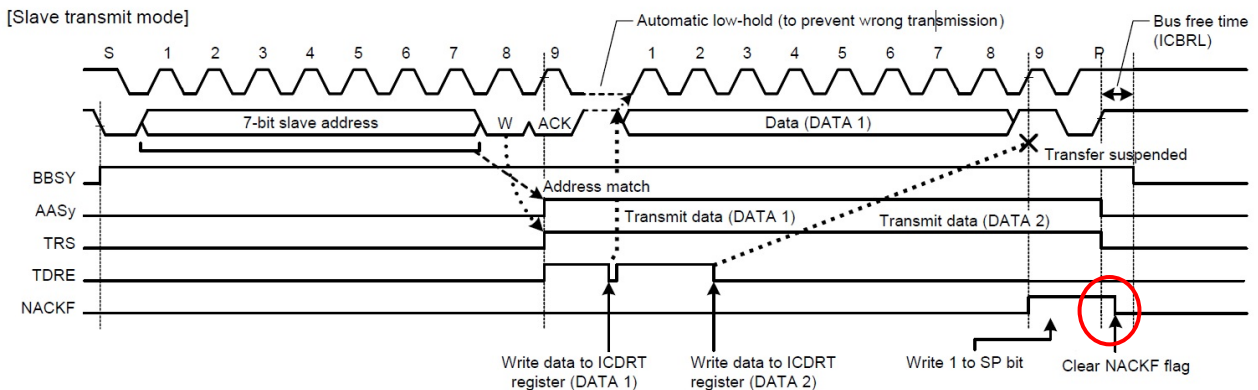 [Slave transmit mode]
Automatic low-hold (to prevent wrong transmission)
Bus free time
(ICBRL)
S 1 2 3 4 5 6 7 8 9 1 2 3 4 5 6 7 8 9 P
7-bit slave address W ACK Data (DATA 1)
Transfer suspended
BBSY
Address match
AASy
Transmit data (DATA 1) Transmit data (DATA 2)
TRS
TDRE
NACKF
Write data to ICDRT
register (DATA 1)
Write data to ICDRT
register (DATA 2)
Write 1 to SP bit
Clear NACKF flag